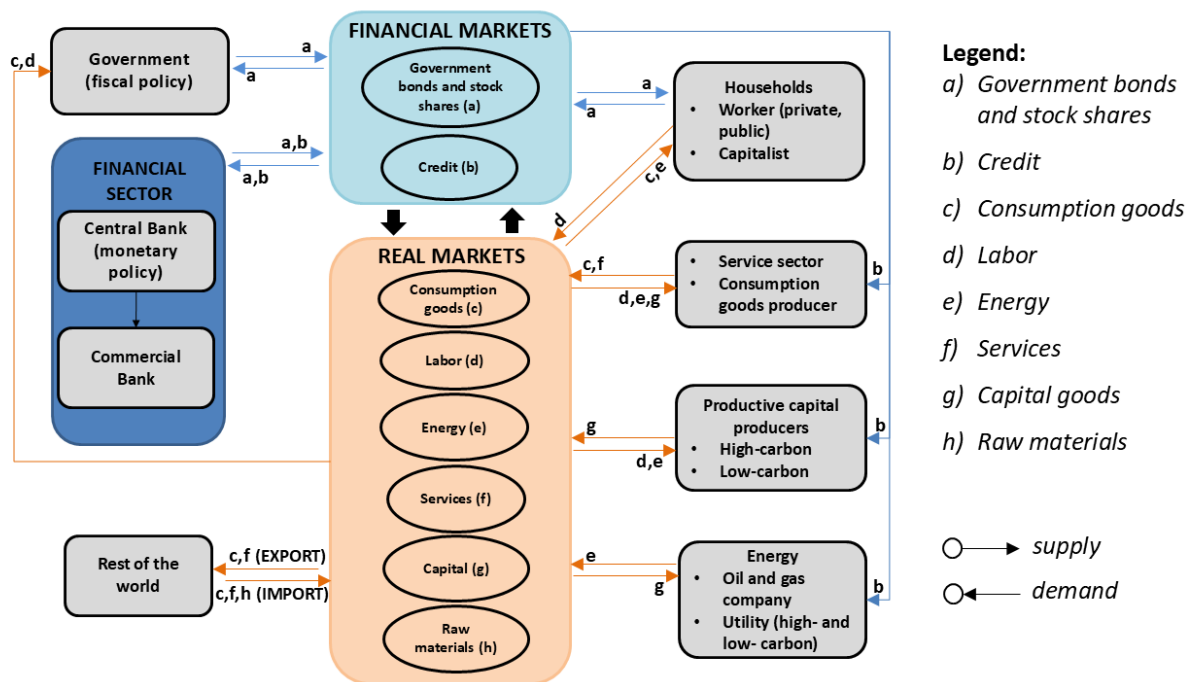 c,d
Government
(fiscal policy)
a
a
FINANCIAL MARKETS
Government
bonds and stock
shares (a)
Credit (b)
a
a
Households
• Worker (private,
public)
• Capitalist
FINANCIAL
SECTOR
Central Bank
(monetary
policy)
Commercial
Bank
a,b
a,b
c,e
d
REAL MARKETS
Consumption
goods (c)
Labor (d)
Energy (e)
Services (f)
Capital (g)
Raw
materials (h)
c,f
d,e,g
• Service sector
• Consumption
goods producer
b
g
d,e
Productive capital
producers
• High-carbon
• Low-carbon
b
e
g
Energy
• Oil and gas
company
• Utility (high- and
low- carbon)
b
Rest of the
world
c,f (EXPORT)
c,f,h (IMPORT)
Legend:
a) Government bonds
and stock shares
b) Credit
c) Consumption goods
d) Labor
e) Energy
f) Services
g) Capital goods
h) Raw materials
supply
demand